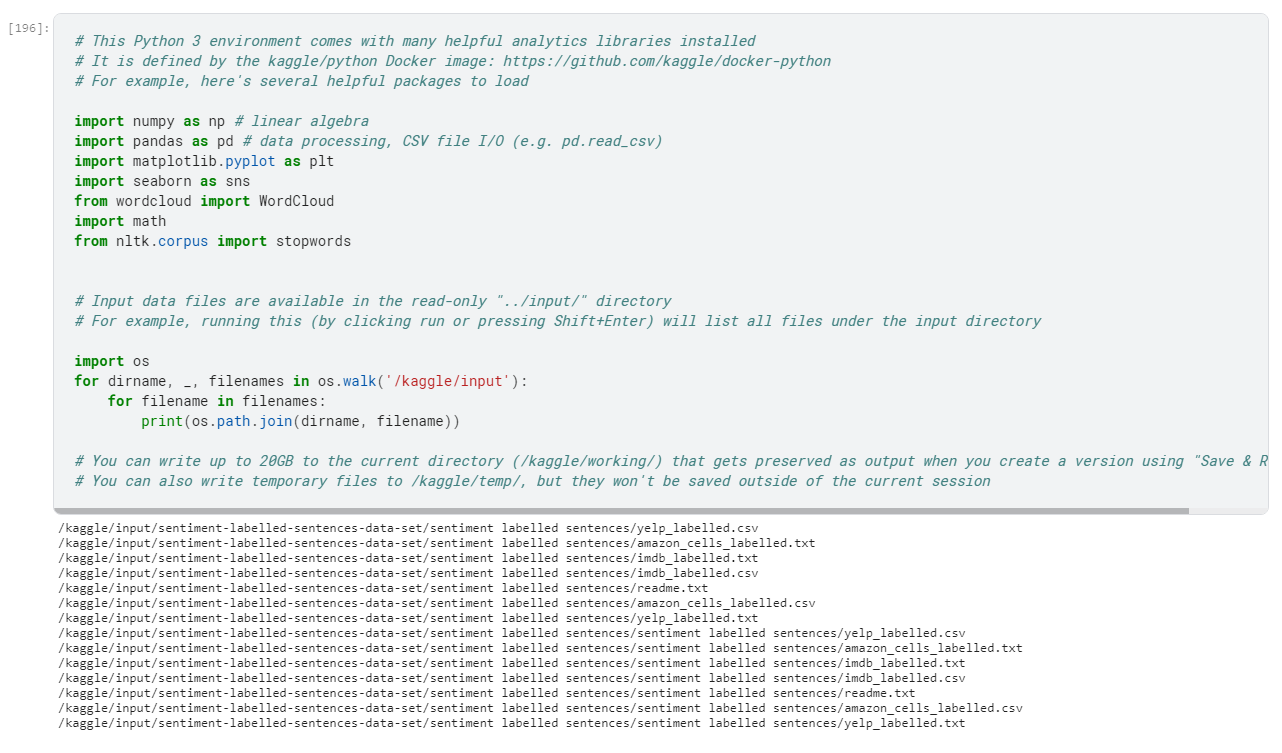 [196]:
# This Python 3 environment comes with many helpful analytics libraries installed
# It is defined by the kaggle/python Docker image: https://github.com/kaggle/docker-python
# For example, here's several helpful packages to load
import numpy as np # linear algebra
import pandas as pd # data processing, CSV file I/O (e.g. pd.read_csv)
import matplotlib.pyplot as plt
import seaborn as sns
from wordcloud import WordCloud
import math
from nltk.corpus import stopwords
# Input data files are available in the read-only "../input/" directory
# For example, running this (by clicking run or pressing Shift+Enter) will list all files under the input directory
import os
for dirname, _, filenames in os.walk('/kaggle/input'):
    for filename in filenames:
        print(os.path.join(dirname, filename))
# You can write up to 20GB to the current directory (/kaggle/working/) that gets preserved as output when you create a version using "Save & R
# You can also write temporary files to /kaggle/temp/, but they won't be saved outside of the current session
/kaggle/input/sentiment-labelled-sentences-data-set/sentiment labelled sentences/yelp_labelled.csv
/kaggle/input/sentiment-labelled-sentences-data-set/sentiment labelled sentences/amazon_cells_labelled.txt
/kaggle/input/sentiment-labelled-sentences-data-set/sentiment labelled sentences/imdb_labelled.txt
/kaggle/input/sentiment-labelled-sentences-data-set/sentiment labelled sentences/imdb_labelled.csv
/kaggle/input/sentiment-labelled-sentences-data-set/sentiment labelled sentences/readme.txt
/kaggle/input/sentiment-labelled-sentences-data-set/sentiment labelled sentences/amazon_cells_labelled.csv
/kaggle/input/sentiment-labelled-sentences-data-set/sentiment labelled sentences/yelp_labelled.txt
/kaggle/input/sentiment-labelled-sentences-data-set/sentiment labelled sentences/sentiment labelled sentences/yelp_labelled.csv
/kaggle/input/sentiment-labelled-sentences-data-set/sentiment labelled sentences/sentiment labelled sentences/amazon_cells_labelled.txt
/kaggle/input/sentiment-labelled-sentences-data-set/sentiment labelled sentences/sentiment labelled sentences/imdb_labelled.txt
/kaggle/input/sentiment-labelled-sentences-data-set/sentiment labelled sentences/sentiment labelled sentences/imdb_labelled.csv
/kaggle/input/sentiment-labelled-sentences-data-set/sentiment labelled sentences/sentiment labelled sentences/readme.txt
/kaggle/input/sentiment-labelled-sentences-data-set/sentiment labelled sentences/sentiment labelled sentences/amazon_cells_labelled.csv
/kaggle/input/sentiment-labelled-sentences-data-set/sentiment labelled sentences/sentiment labelled sentences/yelp_labelled.txt